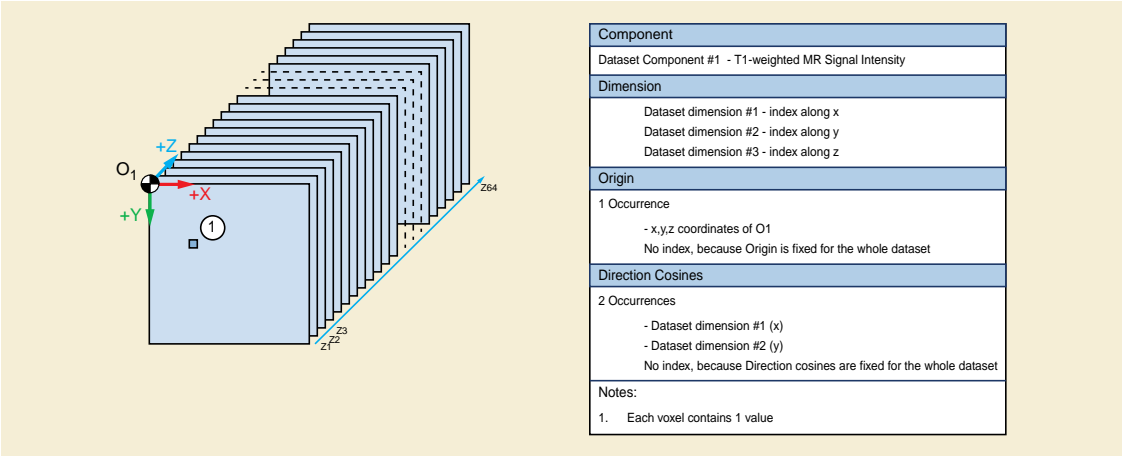 +Z
O1
+X
+Y
1
Z64
Z3
Z2
Z1
Component
Dataset Component #1 - T1-weighted MR Signal Intensity
Dimension
Dataset dimension #1 - index along x
Dataset dimension #2 - index along y
Dataset dimension #3 - index along z
Origin
1 Occurrence
- x,y,z coordinates of O1
No index, because Origin is fixed for the whole dataset
Direction Cosines
2 Occurrences
- Dataset dimension #1 (x)
- Dataset dimension #2 (y)
No index, because Direction cosines are fixed for the whole dataset
Notes:
1. Each voxel contains 1 value